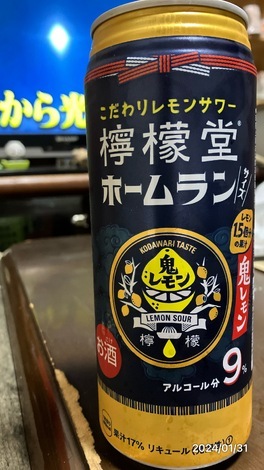 から光
こだわりレモンサワー
檸檬堂®
ホームランサイズ
レモン
1.5個分
の果汁
鬼レモン
KODAWARI TASTE
鬼
レモン
LEMON SOUR
檸檬
お酒
アルコール分 9%
果汁17% リキュール
2024/01/31